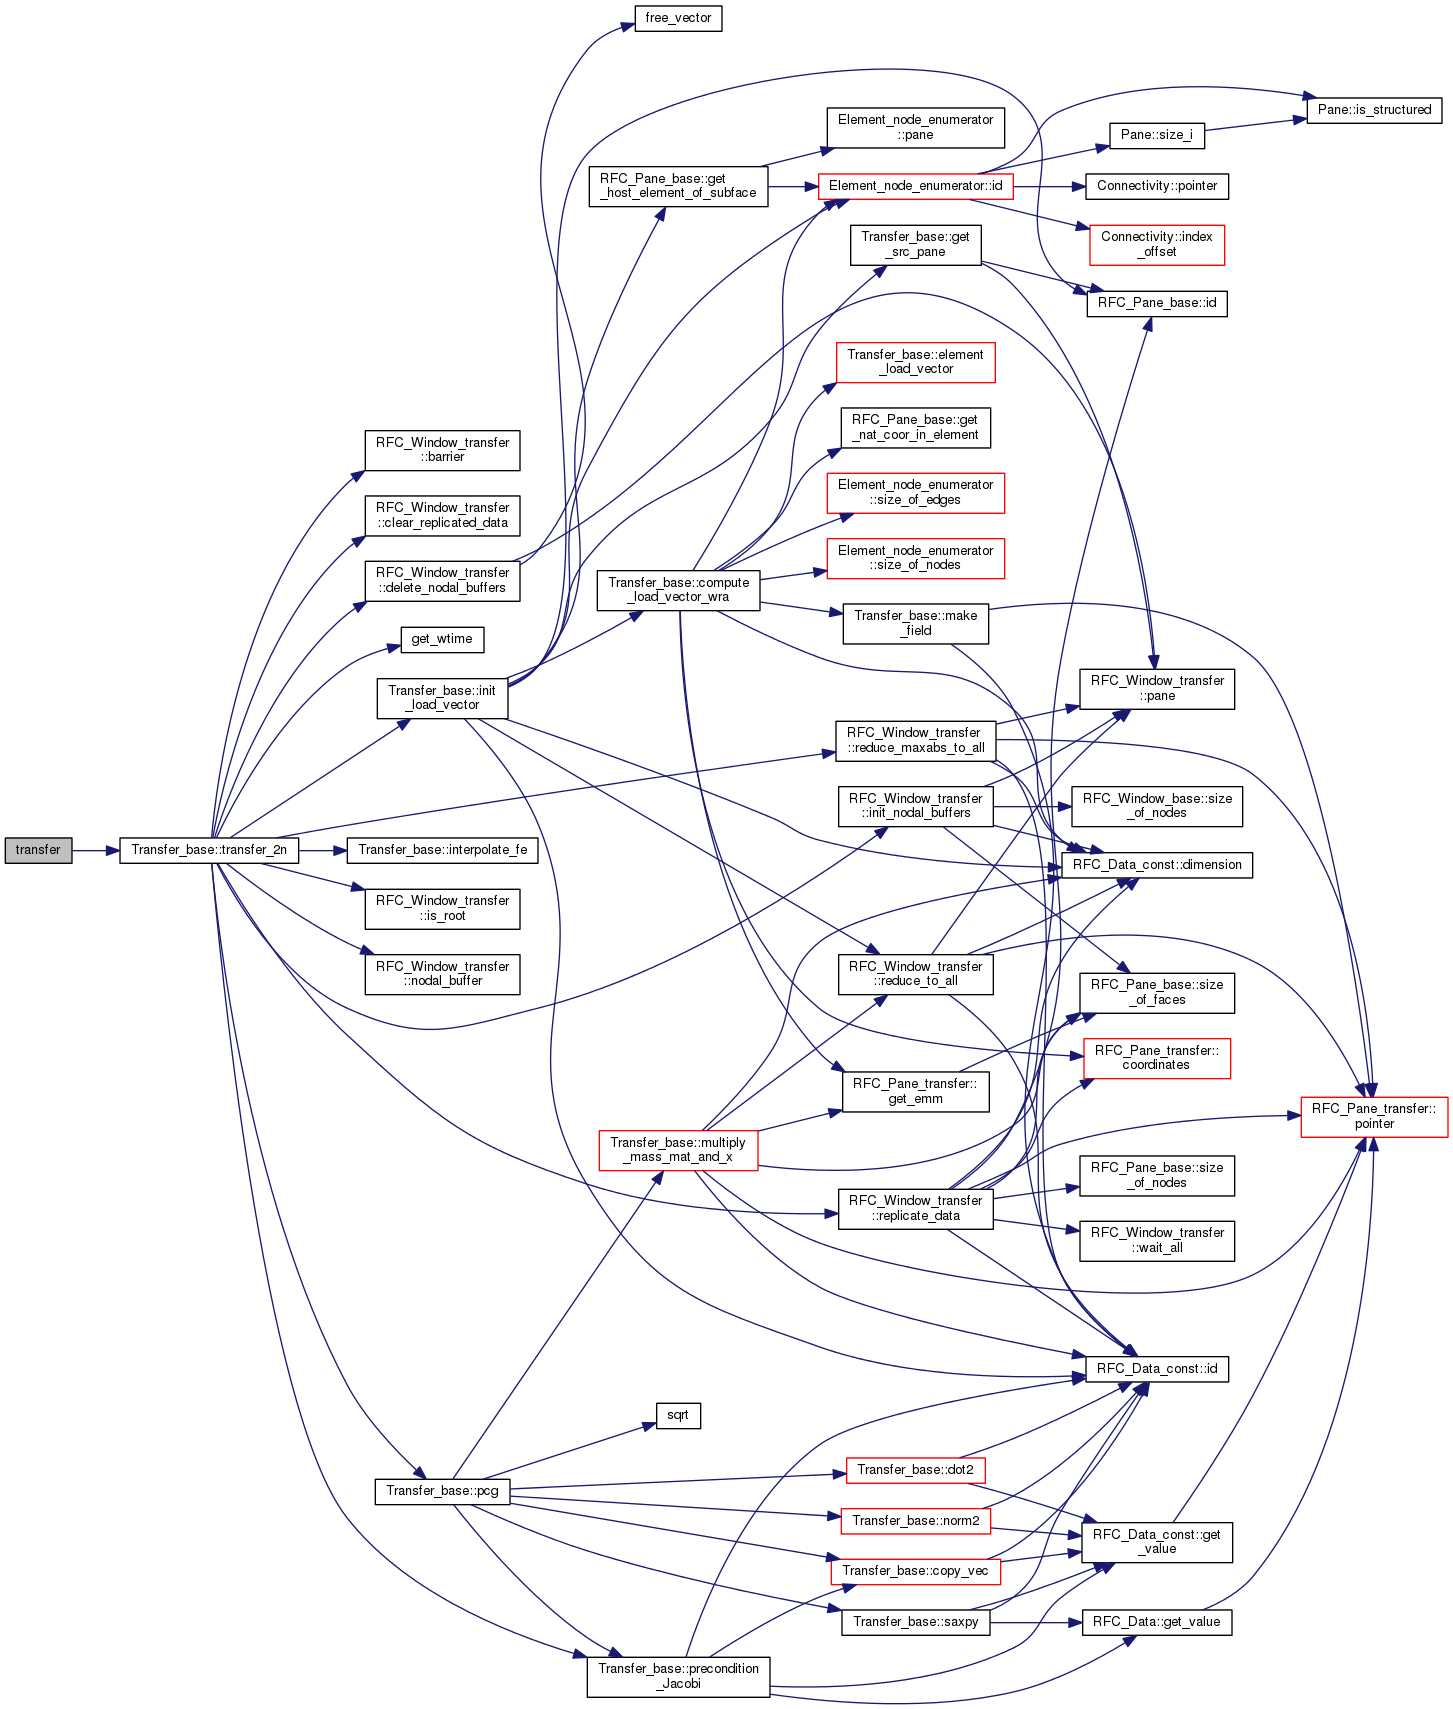 transfer
Transfer_base::transfer_2n
RFC_Window_transfer
::barrier
RFC_Window_transfer
::clear_replicated_data
RFC_Window_transfer
::delete_nodal_buffers
get_wtime
Transfer_base::init
_load_vector
Transfer_base::interpolate_fe
RFC_Window_transfer
::is_root
RFC_Window_transfer
::nodal_buffer
Transfer_base::pcg
free_vector
RFC_Pane_base::get
_host_element_of_subface
Transfer_base::compute
_load_vector_wra
Transfer_base::multiply
_mass_mat_and_x
sqrt
Transfer_base::precondition
_Jacobi
Element_node_enumerator
::pane
Element_node_enumerator::id
Transfer_base::get
_src_pane
Transfer_base::element
_load_vector
RFC_Pane_base::get
_nat_coor_in_element
Element_node_enumerator
::size_of_edges
Element_node_enumerator
::size_of_nodes
Transfer_base::make
_field
RFC_Window_transfer
::reduce_maxabs_to_all
RFC_Window_transfer
::init_nodal_buffers
RFC_Window_transfer
::reduce_to_all
RFC_Pane_transfer::
get_emm
RFC_Window_transfer
::replicate_data
Transfer_base::dot2
Transfer_base::norm2
Transfer_base::copy_vec
Transfer_base::saxpy
Pane::size_i
Connectivity::pointer
Connectivity::index
_offset
RFC_Pane_base::id
RFC_Window_transfer
::pane
RFC_Window_base::size
_of_nodes
RFC_Data_const::dimension
RFC_Pane_base::size
_of_faces
RFC_Pane_transfer::
coordinates
RFC_Pane_base::size
_of_nodes
RFC_Window_transfer
::wait_all
RFC_Data_const::id
RFC_Data_const::get
_value
RFC_Data::get_value
Pane::is_structured
RFC_Pane_transfer::
pointer